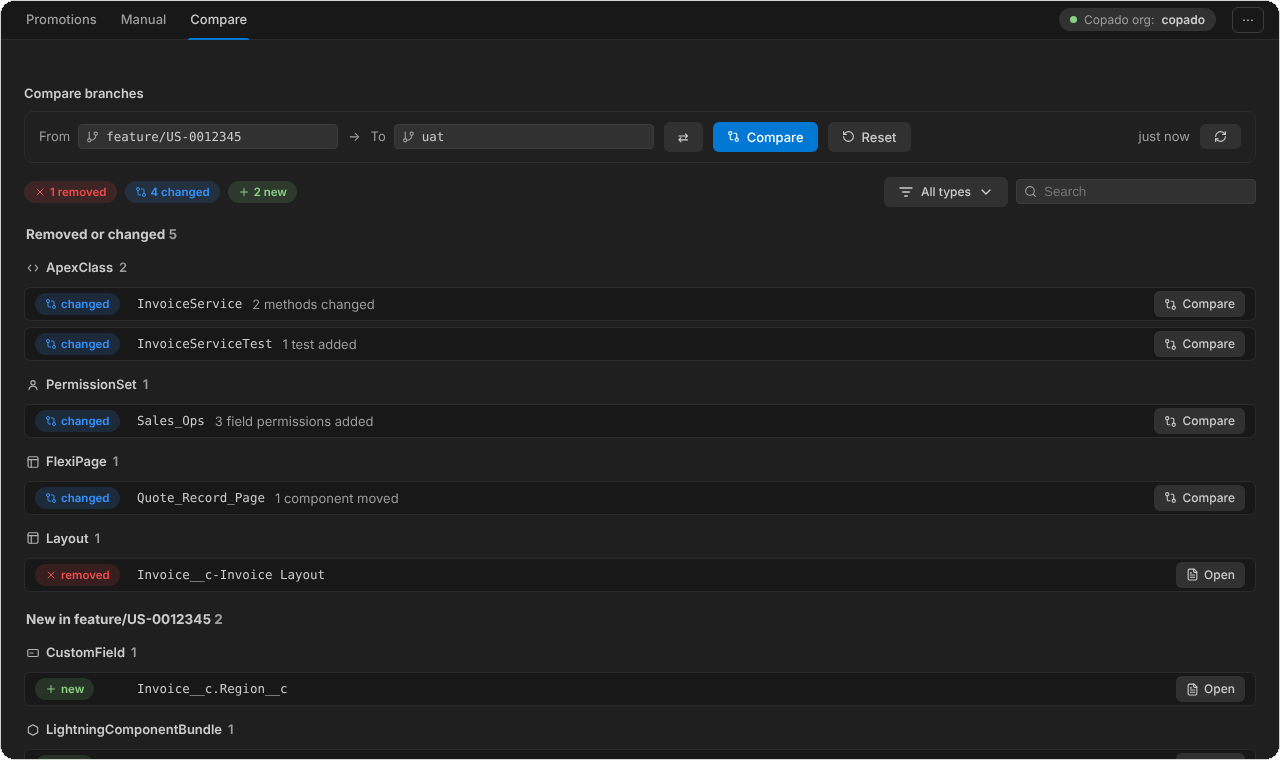 Promotions Manual Compare Copado org: copado ...
Compare branches
From feature/US-0012345 → To uat ⇄ Compare Reset just now
1 removed 4 changed + 2 new All types Search
Removed or changed 5
ApexClass 2
changed InvoiceService 2 methods changed Compare
changed InvoiceServiceTest 1 test added Compare
PermissionSet 1
changed Sales_Ops 3 field permissions added Compare
FlexiPage 1
changed Quote_Record_Page 1 component moved Compare
Layout 1
removed Invoice__c-Invoice Layout Open
New in feature/US-0012345 2
CustomField 1
+ new Invoice__c.Region__c Open
LightningComponentBundle 1